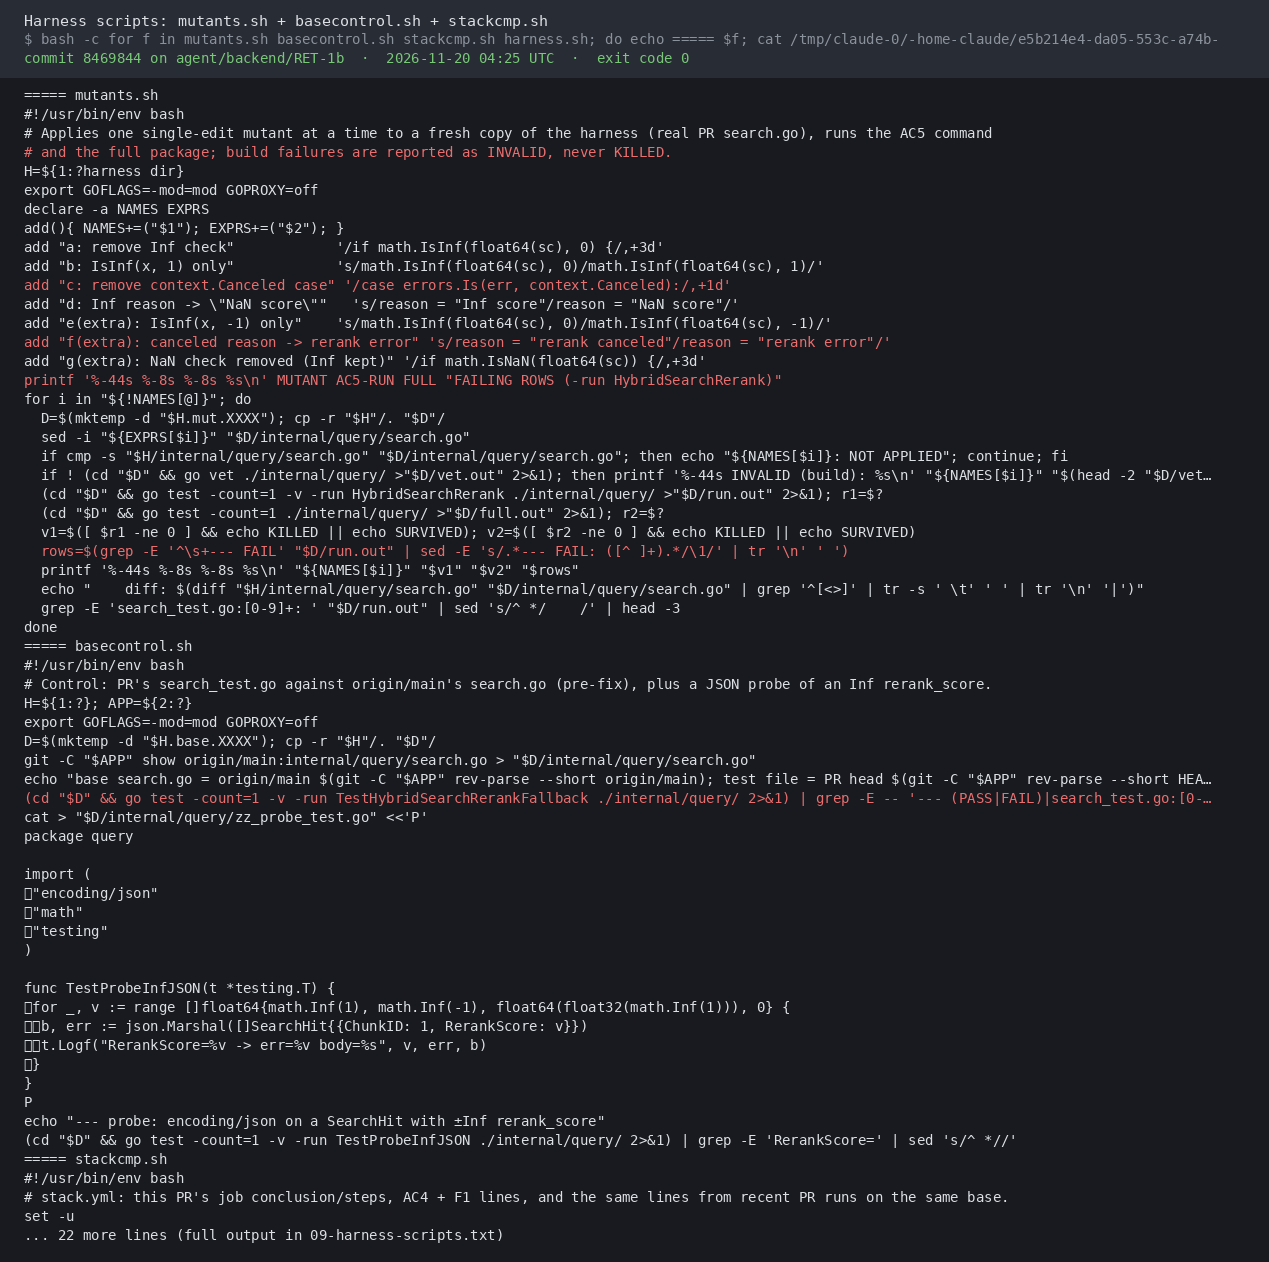 Harness scripts: mutants.sh + basecontrol.sh + stackcmp.sh
$ bash -c for f in mutants.sh basecontrol.sh stackcmp.sh harness.sh; do echo ===== $f; cat /tmp/claude-0/-home-claude/e5b214e4-da05-553c-a74b-
commit 8469844 on agent/backend/RET-1b  ·  2026-11-20 04:25 UTC  ·  exit code 0
===== mutants.sh
#!/usr/bin/env bash
# Applies one single-edit mutant at a time to a fresh copy of the harness (real PR search.go), runs the AC5 command
# and the full package; build failures are reported as INVALID, never KILLED.
H=${1:?harness dir}
export GOFLAGS=-mod=mod GOPROXY=off
declare -a NAMES EXPRS
add(){ NAMES+=("$1"); EXPRS+=("$2"); }
add "a: remove Inf check"            '/if math.IsInf(float64(sc), 0) {/,+3d'
add "b: IsInf(x, 1) only"            's/math.IsInf(float64(sc), 0)/math.IsInf(float64(sc), 1)/'
add "c: remove context.Canceled case" '/case errors.Is(err, context.Canceled):/,+1d'
add "d: Inf reason -> \"NaN score\""   's/reason = "Inf score"/reason = "NaN score"/'
add "e(extra): IsInf(x, -1) only"    's/math.IsInf(float64(sc), 0)/math.IsInf(float64(sc), -1)/'
add "f(extra): canceled reason -> rerank error" 's/reason = "rerank canceled"/reason = "rerank error"/'
add "g(extra): NaN check removed (Inf kept)" '/if math.IsNaN(float64(sc)) {/,+3d'
printf '%-44s %-8s %-8s %s\n' MUTANT AC5-RUN FULL "FAILING ROWS (-run HybridSearchRerank)"
for i in "${!NAMES[@]}"; do
  D=$(mktemp -d "$H.mut.XXXX"); cp -r "$H"/. "$D"/
  sed -i "${EXPRS[$i]}" "$D/internal/query/search.go"
  if cmp -s "$H/internal/query/search.go" "$D/internal/query/search.go"; then echo "${NAMES[$i]}: NOT APPLIED"; continue; fi
  if ! (cd "$D" && go vet ./internal/query/ >"$D/vet.out" 2>&1); then printf '%-44s INVALID (build): %s\n' "${NAMES[$i]}" "$(head -2 "$D/vet…
  (cd "$D" && go test -count=1 -v -run HybridSearchRerank ./internal/query/ >"$D/run.out" 2>&1); r1=$?
  (cd "$D" && go test -count=1 ./internal/query/ >"$D/full.out" 2>&1); r2=$?
  v1=$([ $r1 -ne 0 ] && echo KILLED || echo SURVIVED); v2=$([ $r2 -ne 0 ] && echo KILLED || echo SURVIVED)
  rows=$(grep -E '^\s+--- FAIL' "$D/run.out" | sed -E 's/.*--- FAIL: ([^ ]+).*/\1/' | tr '\n' ' ')
  printf '%-44s %-8s %-8s %s\n' "${NAMES[$i]}" "$v1" "$v2" "$rows"
  echo "    diff: $(diff "$H/internal/query/search.go" "$D/internal/query/search.go" | grep '^[<>]' | tr -s ' \t' ' ' | tr '\n' '|')"
  grep -E 'search_test.go:[0-9]+: ' "$D/run.out" | sed 's/^ */    /' | head -3
done
===== basecontrol.sh
#!/usr/bin/env bash
# Control: PR's search_test.go against origin/main's search.go (pre-fix), plus a JSON probe of an Inf rerank_score.
H=${1:?}; APP=${2:?}
export GOFLAGS=-mod=mod GOPROXY=off
D=$(mktemp -d "$H.base.XXXX"); cp -r "$H"/. "$D"/
git -C "$APP" show origin/main:internal/query/search.go > "$D/internal/query/search.go"
echo "base search.go = origin/main $(git -C "$APP" rev-parse --short origin/main); test file = PR head $(git -C "$APP" rev-parse --short HEA…
(cd "$D" && go test -count=1 -v -run TestHybridSearchRerankFallback ./internal/query/ 2>&1) | grep -E -- '--- (PASS|FAIL)|search_test.go:[0-…
cat > "$D/internal/query/zz_probe_test.go" <<'P'
package query

import (
"encoding/json"
"math"
"testing"
)

func TestProbeInfJSON(t *testing.T) {
for _, v := range []float64{math.Inf(1), math.Inf(-1), float64(float32(math.Inf(1))), 0} {
b, err := json.Marshal([]SearchHit{{ChunkID: 1, RerankScore: v}})
t.Logf("RerankScore=%v -> err=%v body=%s", v, err, b)
}
}
P
echo "--- probe: encoding/json on a SearchHit with ±Inf rerank_score"
(cd "$D" && go test -count=1 -v -run TestProbeInfJSON ./internal/query/ 2>&1) | grep -E 'RerankScore=' | sed 's/^ *//'
===== stackcmp.sh
#!/usr/bin/env bash
# stack.yml: this PR's job conclusion/steps, AC4 + F1 lines, and the same lines from recent PR runs on the same base.
set -u
... 22 more lines (full output in 09-harness-scripts.txt)